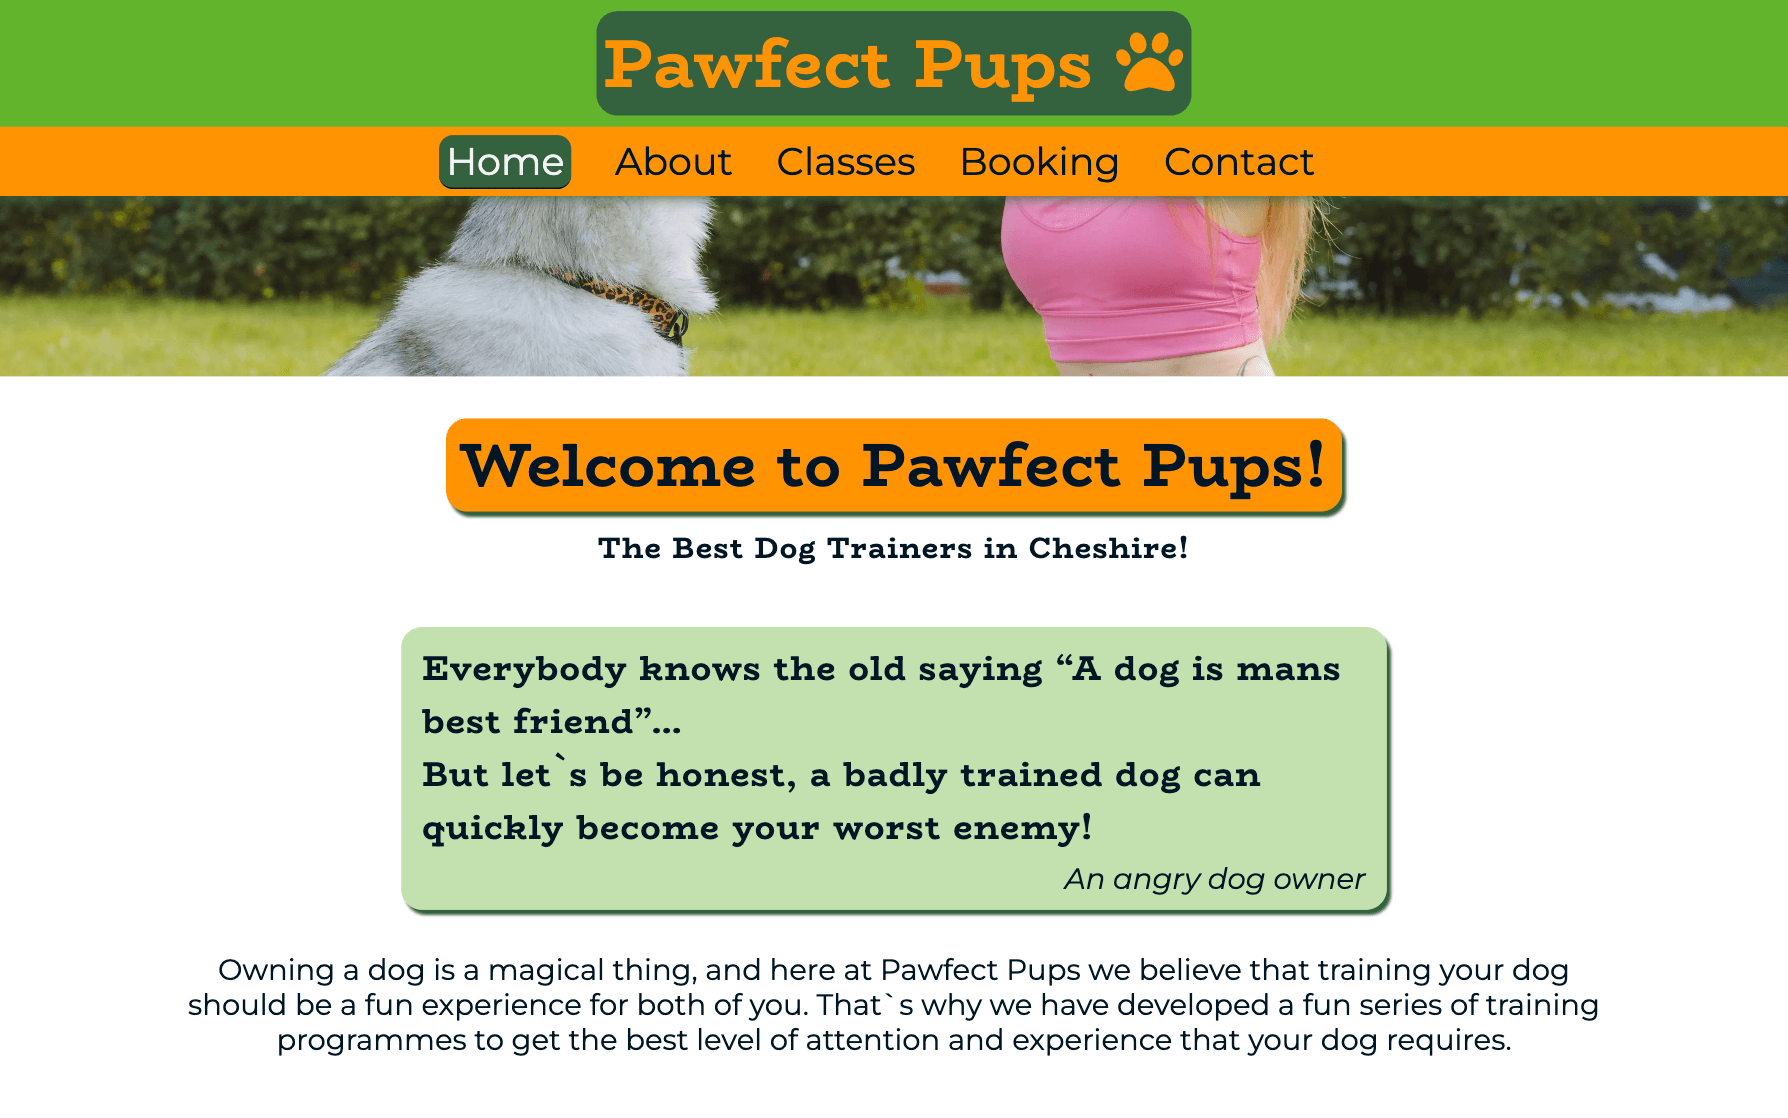 Pawfect Pups
Home About Classes Booking Contact
Welcome to Pawfect Pups!
The Best Dog Trainers in Cheshire!
Everybody knows the old saying “A dog is mans
best friend”...
But let`s be honest, a badly trained dog can
quickly become your worst enemy!
An angry dog owner
Owning a dog is a magical thing, and here at Pawfect Pups we believe that training your dog
should be a fun experience for both of you. That`s why we have developed a fun series of training
programmes to get the best level of attention and experience that your dog requires.